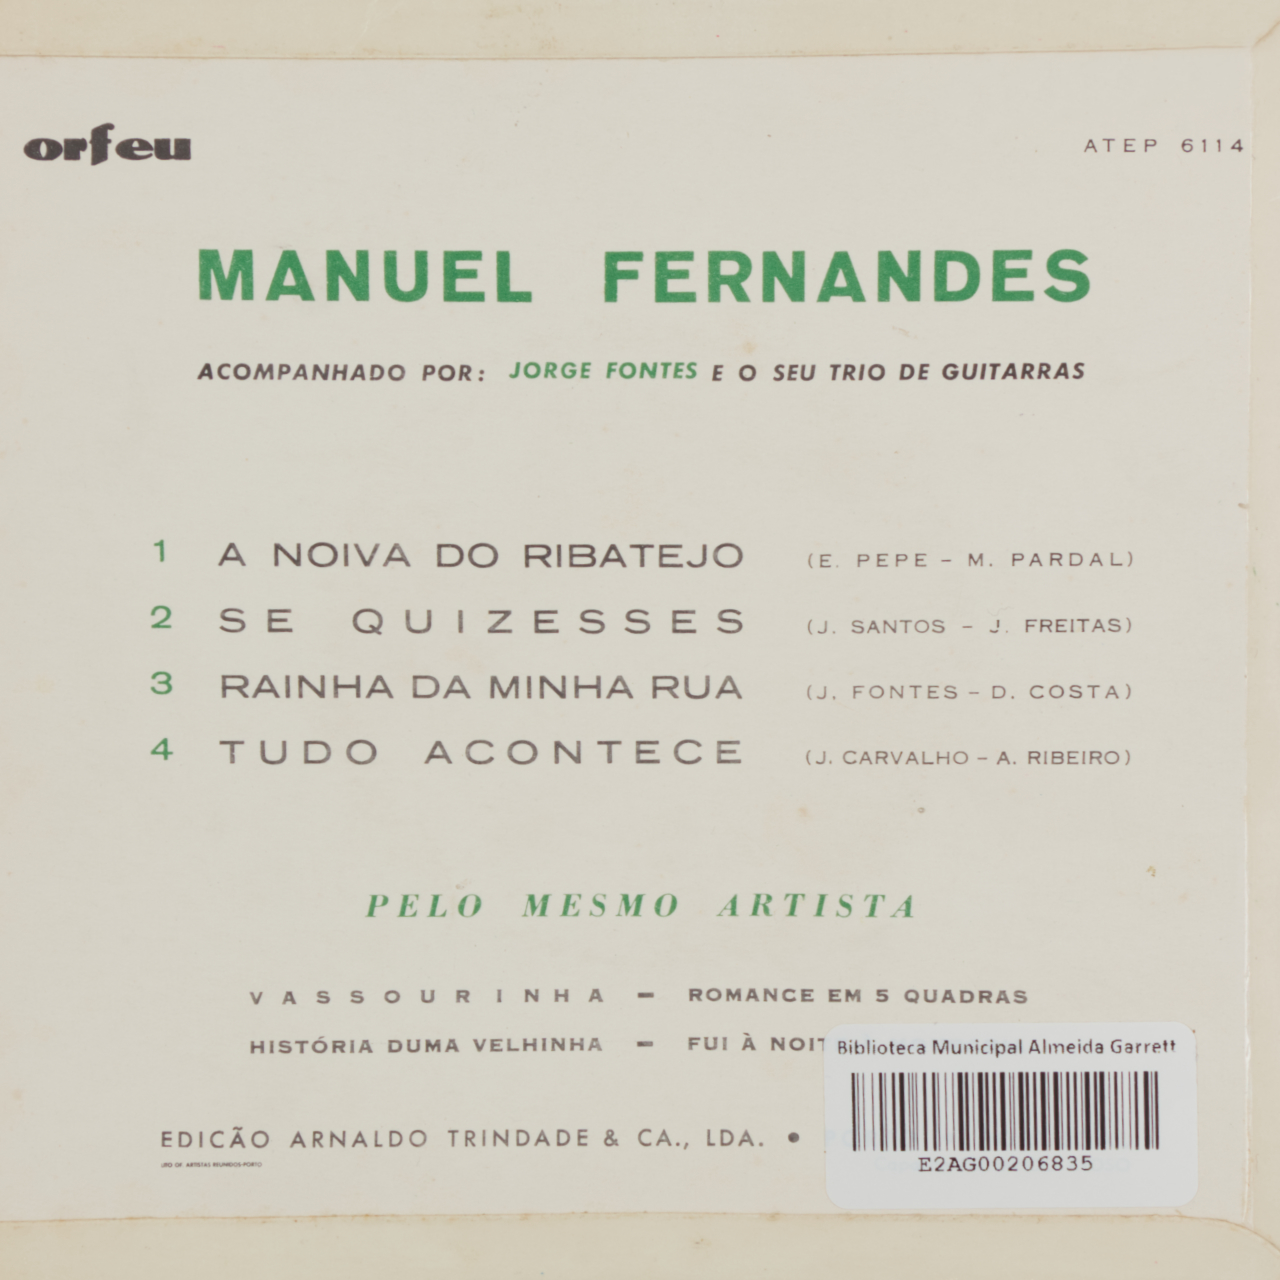 orfeu
ATEP 6114
MANUEL FERNANDES
ACOMPANHADO POR: JORGE FONTES E O SEU TRIO DE GUITARRAS
1 A NOIVA DO RIBATEJO (E. PEPE – M. PARDAL)
2 SE QUIZESSES (J. SANTOS – J. FREITAS)
3 RAINHA DA MINHA RUA (J. FONTES – D. COSTA)
4 TUDO ACONTECE (J. CARVALHO – A. RIBEIRO)
PELO MESMO ARTISTA
VASSOURINHA – ROMANCE EM 5 QUADRAS
HISTÓRIA DUMA VELHINHA – FUI À
Biblioteca Municipal Almeida Garrett
E2AG00206835
EDICÃO ARNALDO TRINDADE & CA., LDA. •